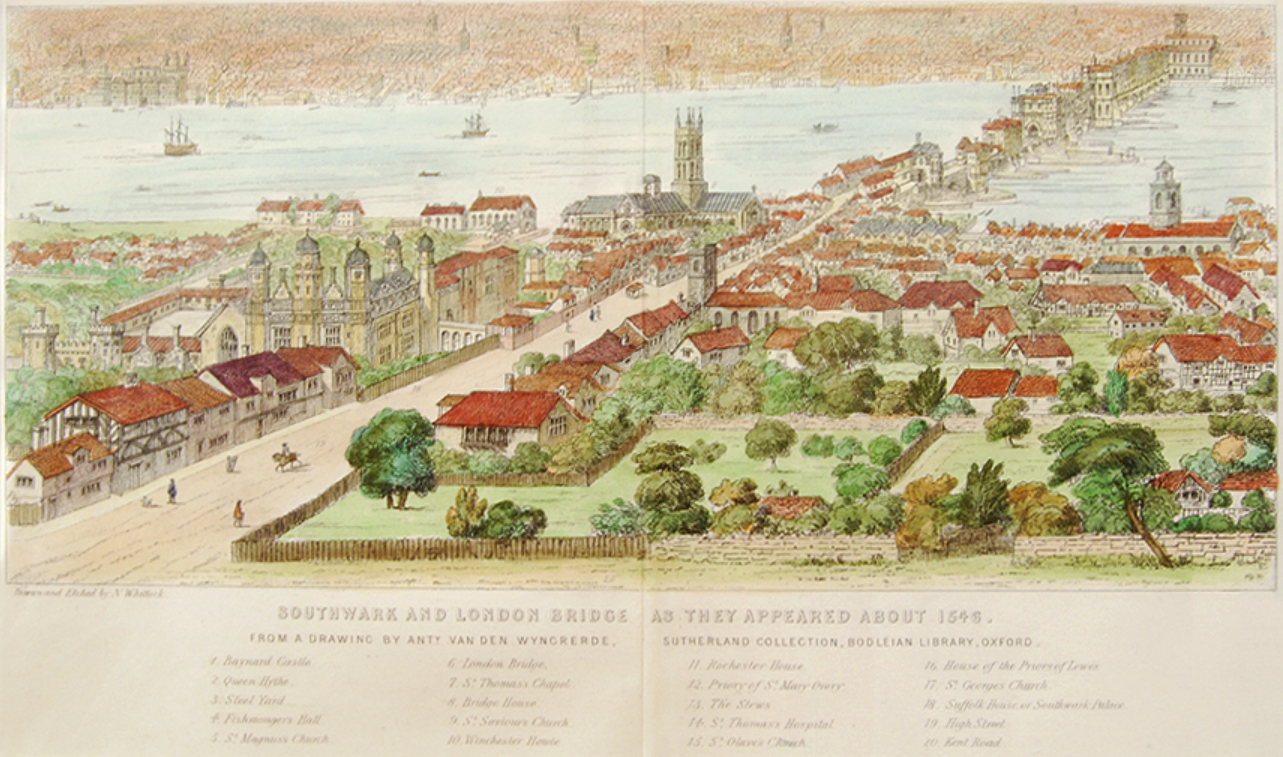 Drawn and Etched by N. Whittock
SOUTHWARK AND LONDON BRIDGE AS THEY APPEARED ABOUT 1546.
FROM A DRAWING BY ANTY VAN DEN WYNGRERDE, SUTHERLAND COLLECTION, BODLEIAN LIBRARY, OXFORD.
1. Baynard Castle
2. Queen Hythe.
3. Steel Yard
4. Fishmongers Hall
5. St Magnus's Church.
6. London Bridge.
7. St Thomas's Chapel.
8. Bridge House.
9. St Saviours Church
10. Winchester House
11. Rochester House.
12. Priory of St Mary Overy
13. The Stews
14. St Thomas's Hospital.
15. St Olaves Church.
16. House of the Priors of Lewes
17. St Georges Church.
18. Suffolk House, or Southwark Palace
19. High Street.
20. Kent Road.